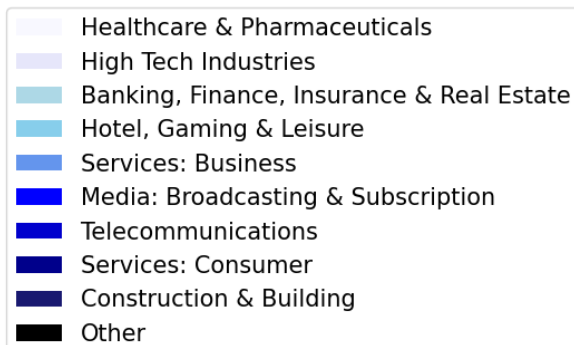 Healthcare & Pharmaceuticals
High Tech Industries
Banking, Finance, Insurance & Real Estate
Hotel, Gaming & Leisure
Services: Business
Media: Broadcasting & Subscription
Telecommunications
Services: Consumer
Construction & Building
Other